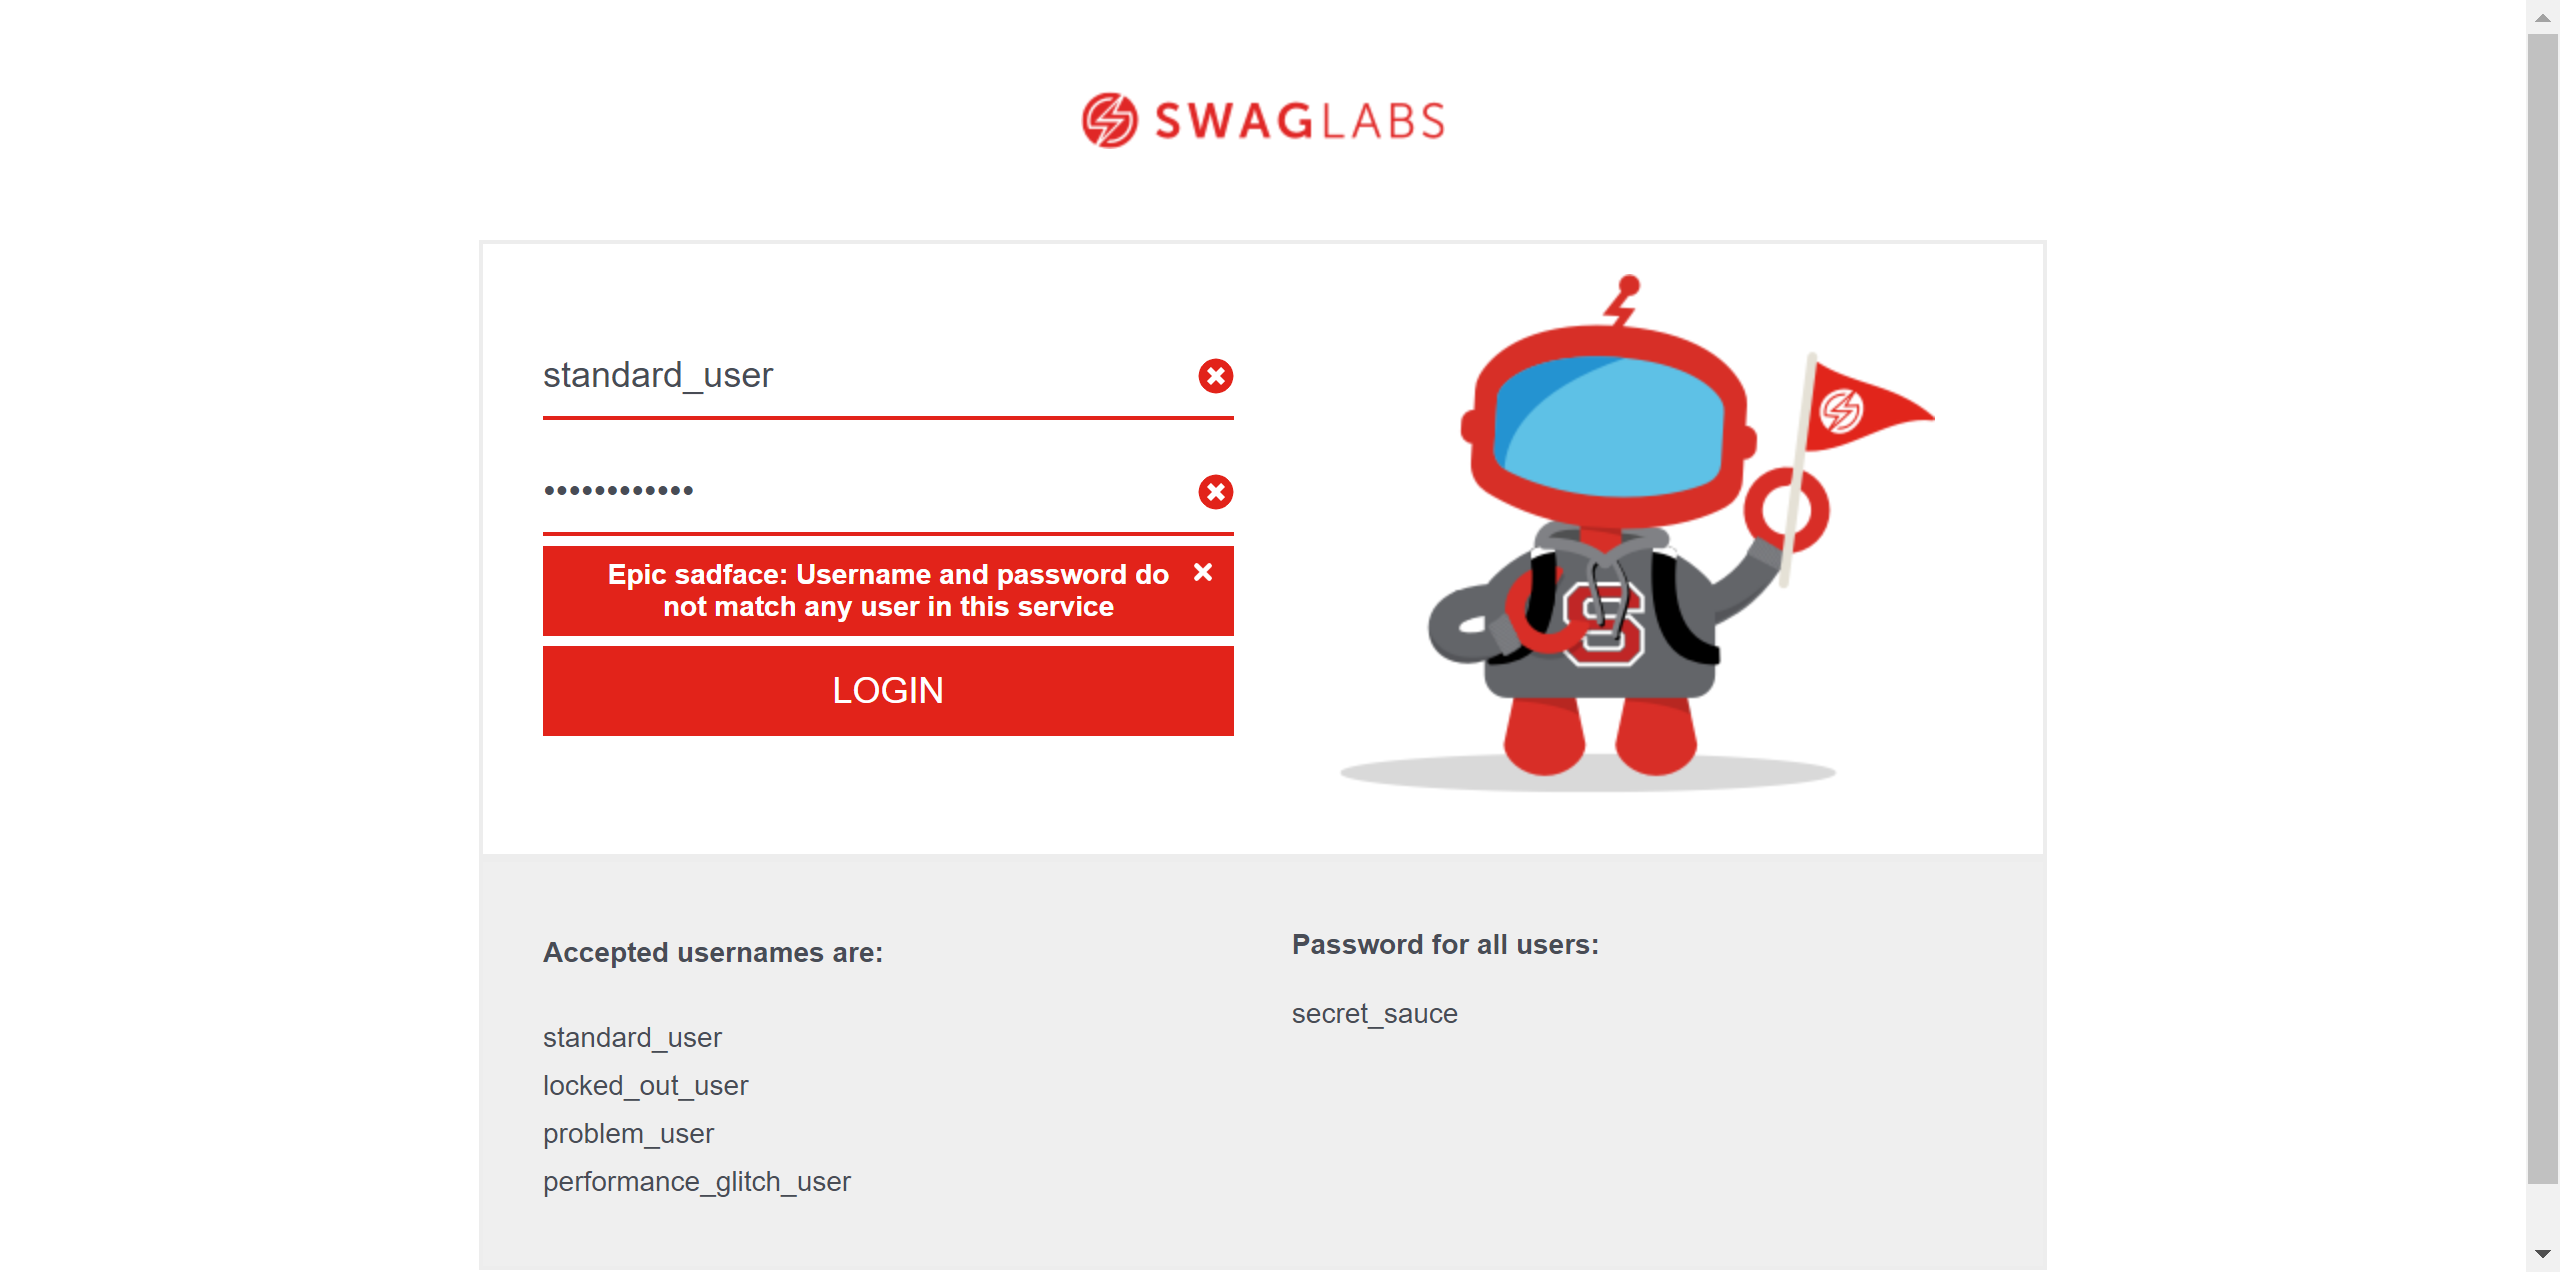 SWAGLABS
standard_user
••••••••••••
Epic sadface: Username and password do
not match any user in this service
LOGIN
Accepted usernames are:
standard_user
locked_out_user
problem_user
performance_glitch_user
Password for all users:
secret_sauce